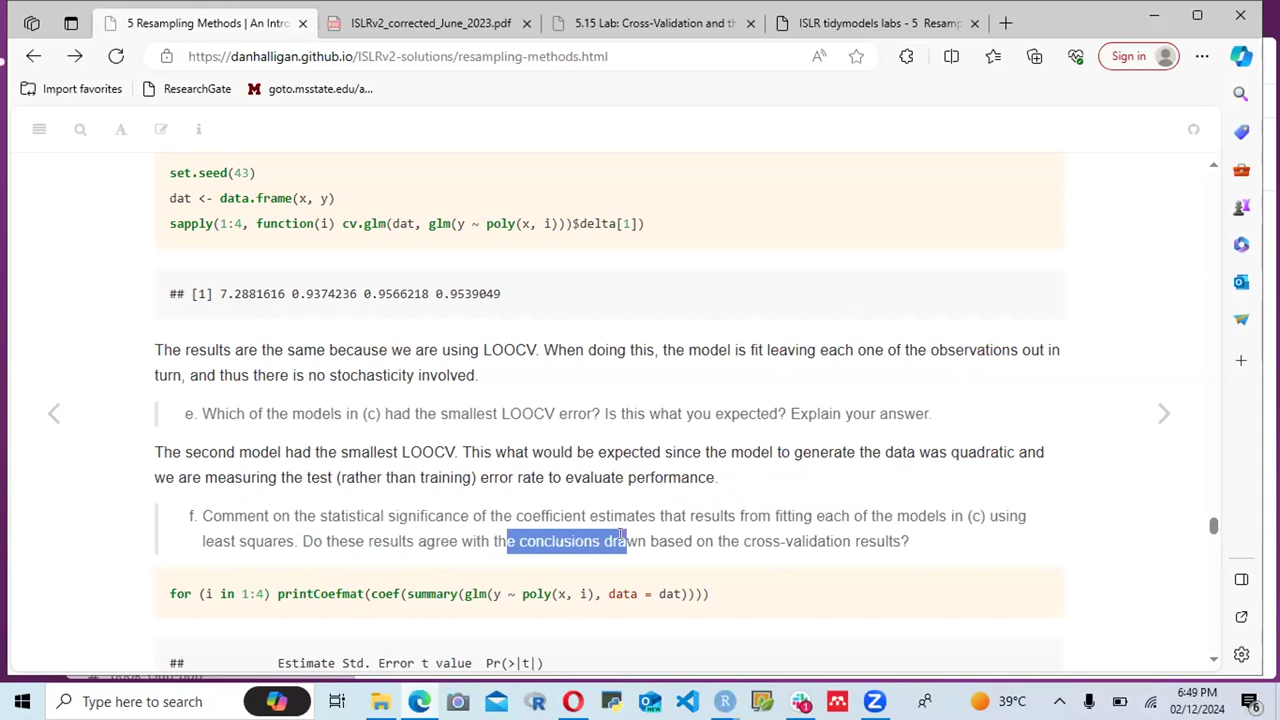 5 Resampling Methods | An Intro
ISLRv2_corrected_June_2023.pdf
5.15 Lab: Cross-Validation and th
ISLR tidymodels labs - 5 Resamp
https://danhalligan.github.io/ISLRv2-solutions/resampling-methods.html
Sign in
Import favorites
ResearchGate
goto.msstate.edu/a...
set.seed(43)
dat <- data.frame(x, y)
sapply(1:4, function(i) cv.glm(dat, glm(y ~ poly(x, i)))$delta[1])
## [1] 7.2881616 0.9374236 0.9566218 0.9539049
The results are the same because we are using LOOCV. When doing this, the model is fit leaving each one of the observations out in
turn, and thus there is no stochasticity involved.
e. Which of the models in (c) had the smallest LOOCV error? Is this what you expected? Explain your answer.
The second model had the smallest LOOCV. This what would be expected since the model to generate the data was quadratic and
we are measuring the test (rather than training) error rate to evaluate performance.
f. Comment on the statistical significance of the coefficient estimates that results from fitting each of the models in (c) using
least squares. Do these results agree with the conclusions drawn based on the cross-validation results?
for (i in 1:4) printCoefmat(coef(summary(glm(y ~ poly(x, i), data = dat))))
## Estimate Std. Error t value Pr(>|t|)
Type here to search
39°C
6:49 PM
02/12/2024